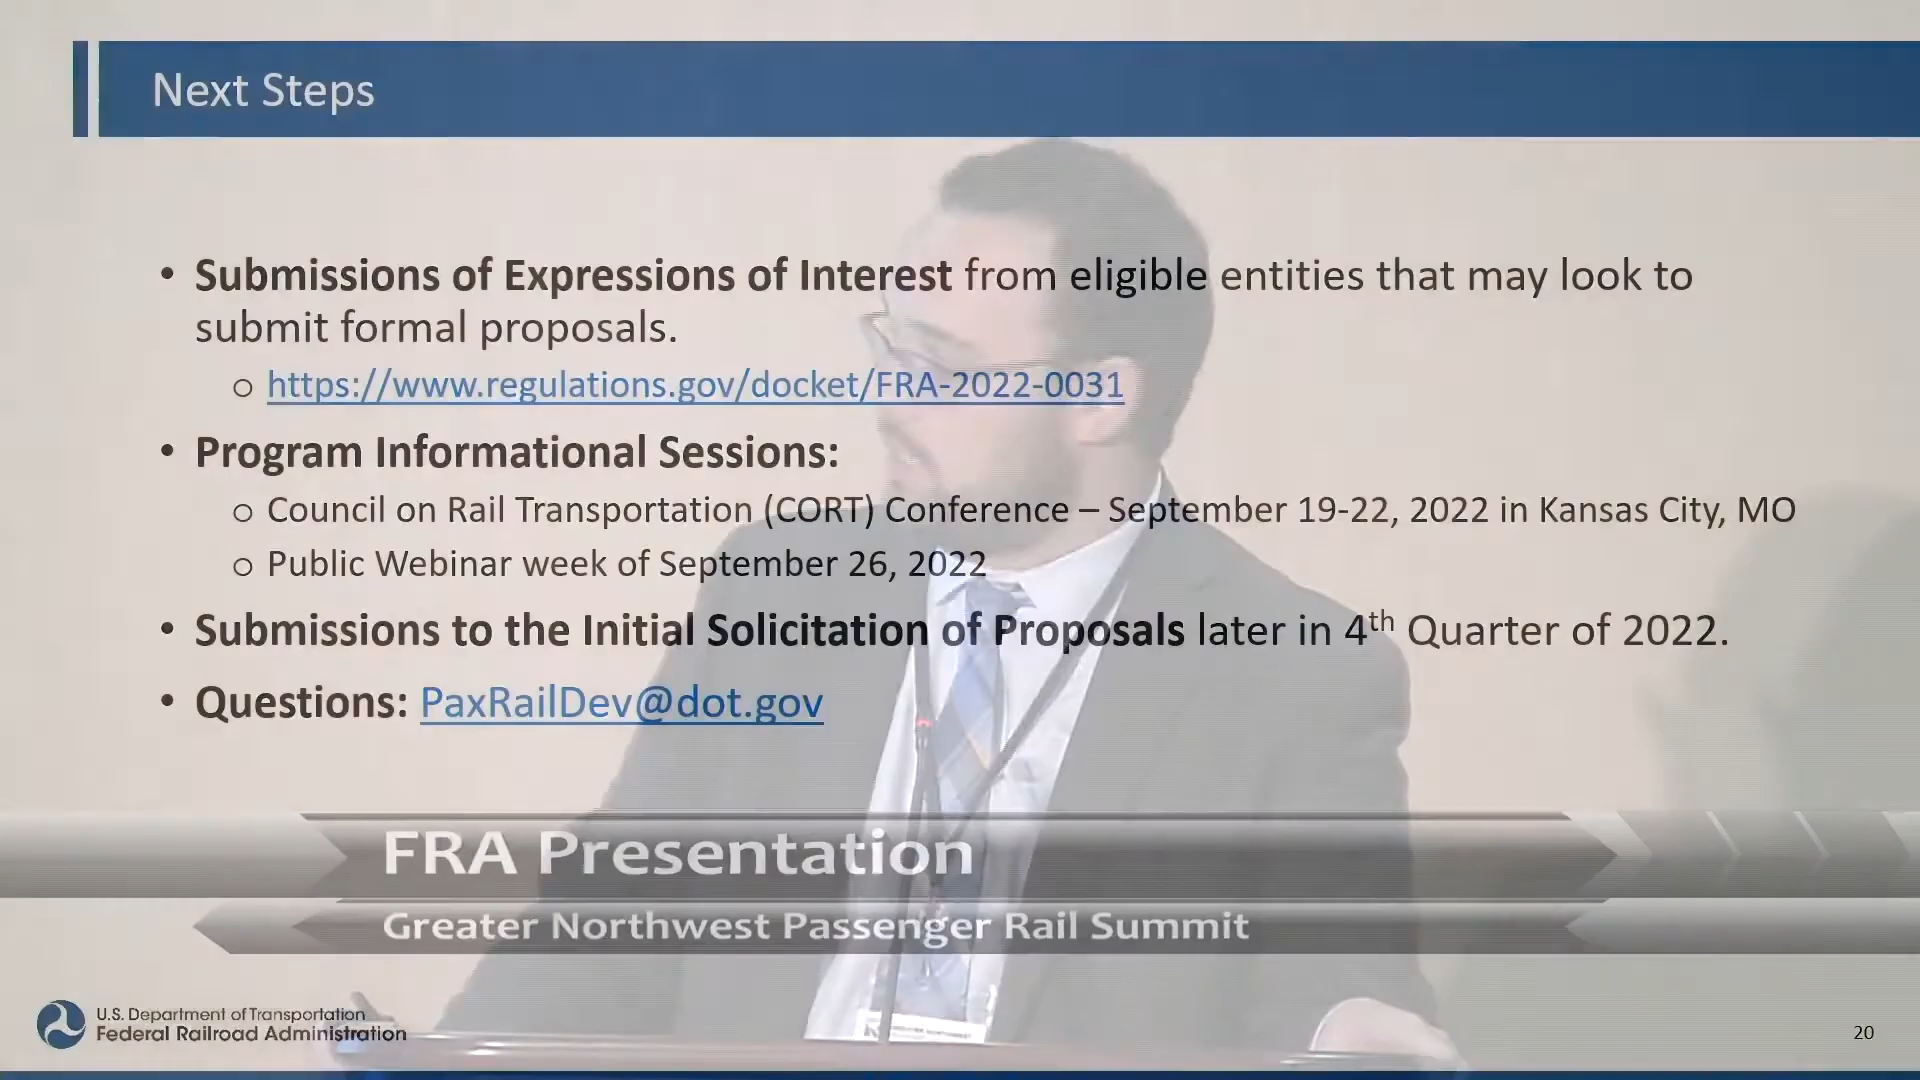 Next Steps
• Submissions of Expressions of Interest from eligible entities that may look to
submit formal proposals.
o https://www.regulations.gov/docket/FRA-2022-0031
• Program Informational Sessions:
o Council on Rail Transportation (CORT) Conference – September 19-22, 2022 in Kansas City, MO
o Public Webinar week of September 26, 2022
• Submissions to the Initial Solicitation of Proposals later in 4th Quarter of 2022.
• Questions: PaxRailDev@dot.gov
FRA Presentation
Greater Northwest Passenger Rail Summit
U.S. Department of Transportation
Federal Railroad Administration
20